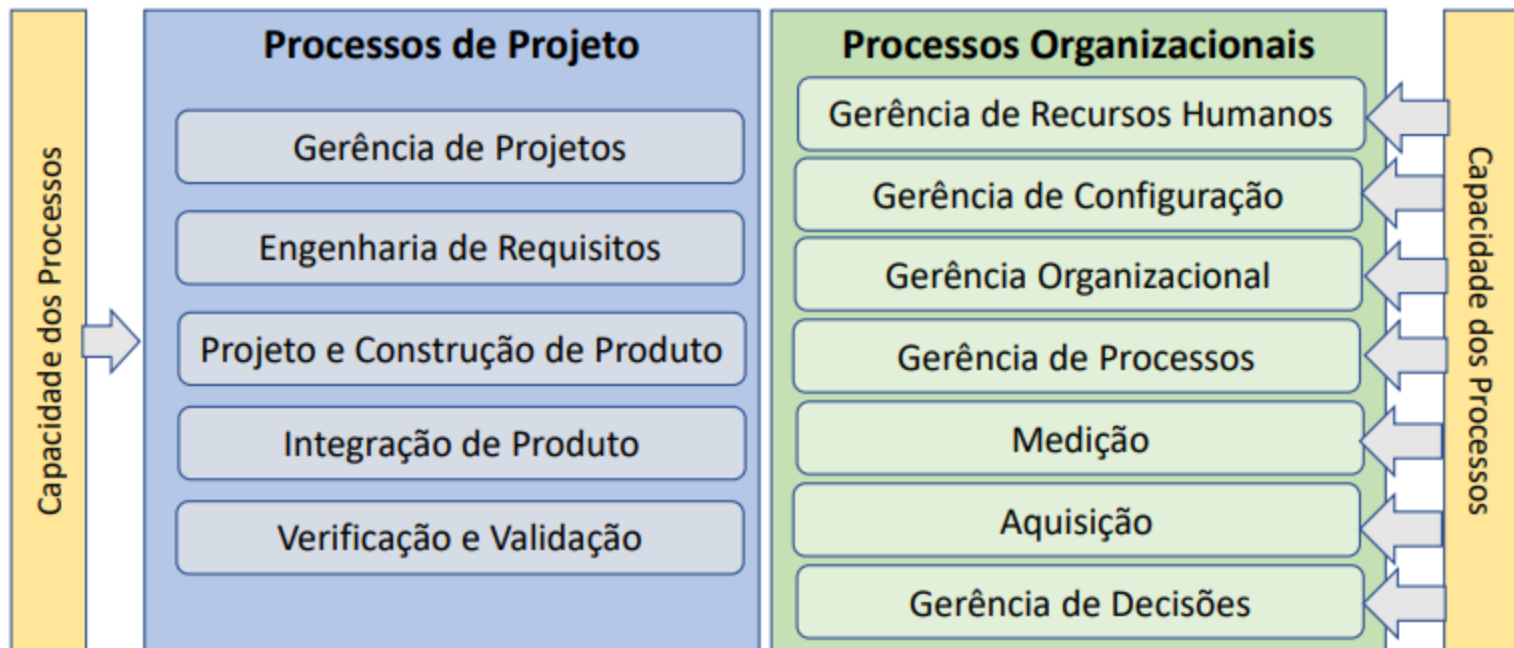 Capacidade dos Processos
Processos de Projeto
Gerência de Projetos
Engenharia de Requisitos
Projeto e Construção de Produto
Integração de Produto
Verificação e Validação
Processos Organizacionais
Gerência de Recursos Humanos
Gerência de Configuração
Gerência Organizacional
Gerência de Processos
Medição
Aquisição
Gerência de Decisões
Capacidade dos Processos